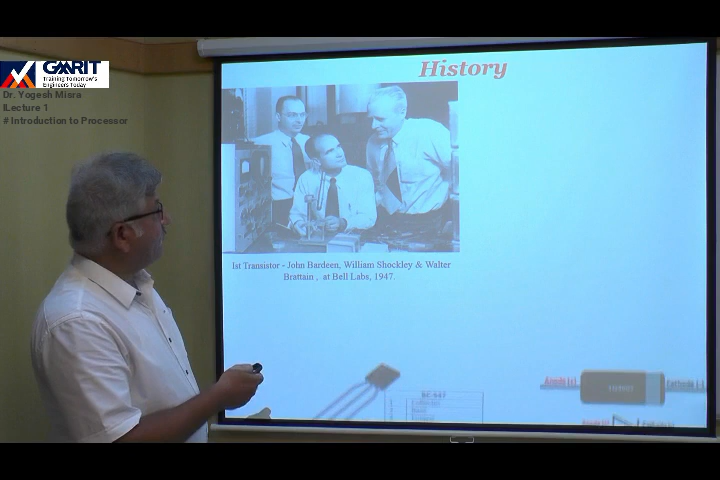 GMRIT
Training Tomorrow's
Engineers Today
Dr. Yogesh Misra
lLecture 1
# Introduction to Processor
History
Ist Transistor - John Bardeen, William Shockley & Walter
Brattain , at Bell Labs, 1947.
BC 547